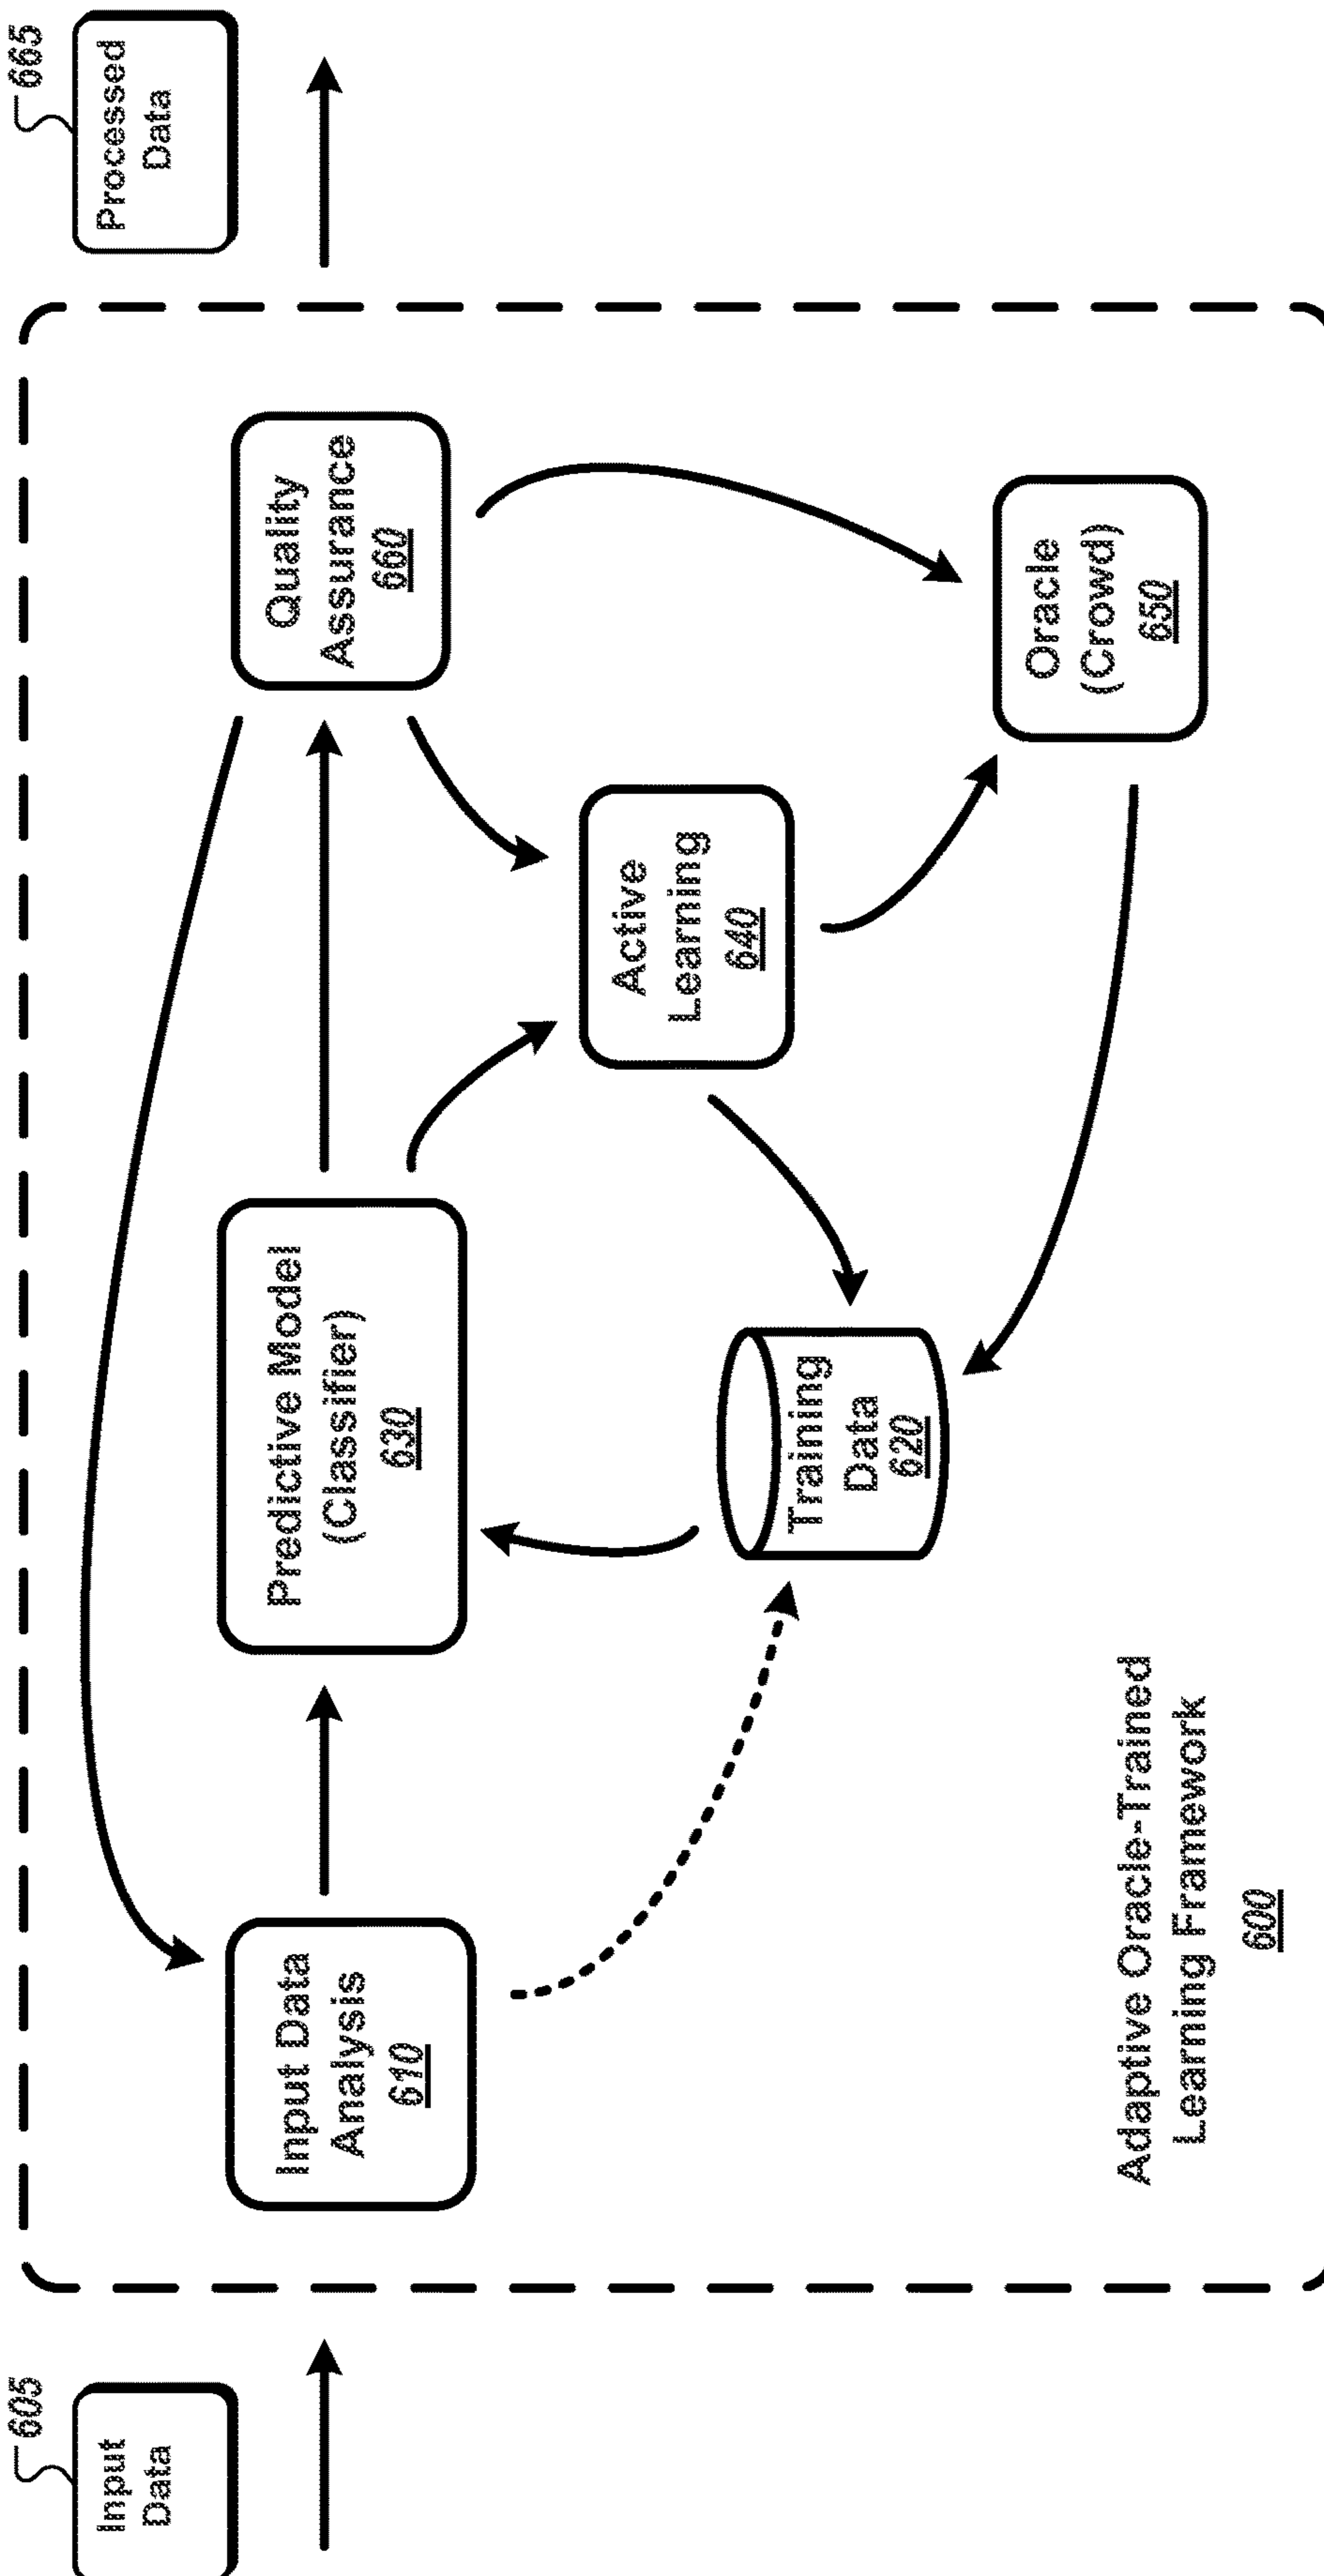 605
Input
Data
Input Data
Analysis
610
Predictive Model
(Classifier)
630
Quality
Assurance
660
Active
Learning
640
Training
Data
620
Oracle
(Crowd)
650
Adaptive Oracle-Trained
Learning Framework
600
665
Processed
Data